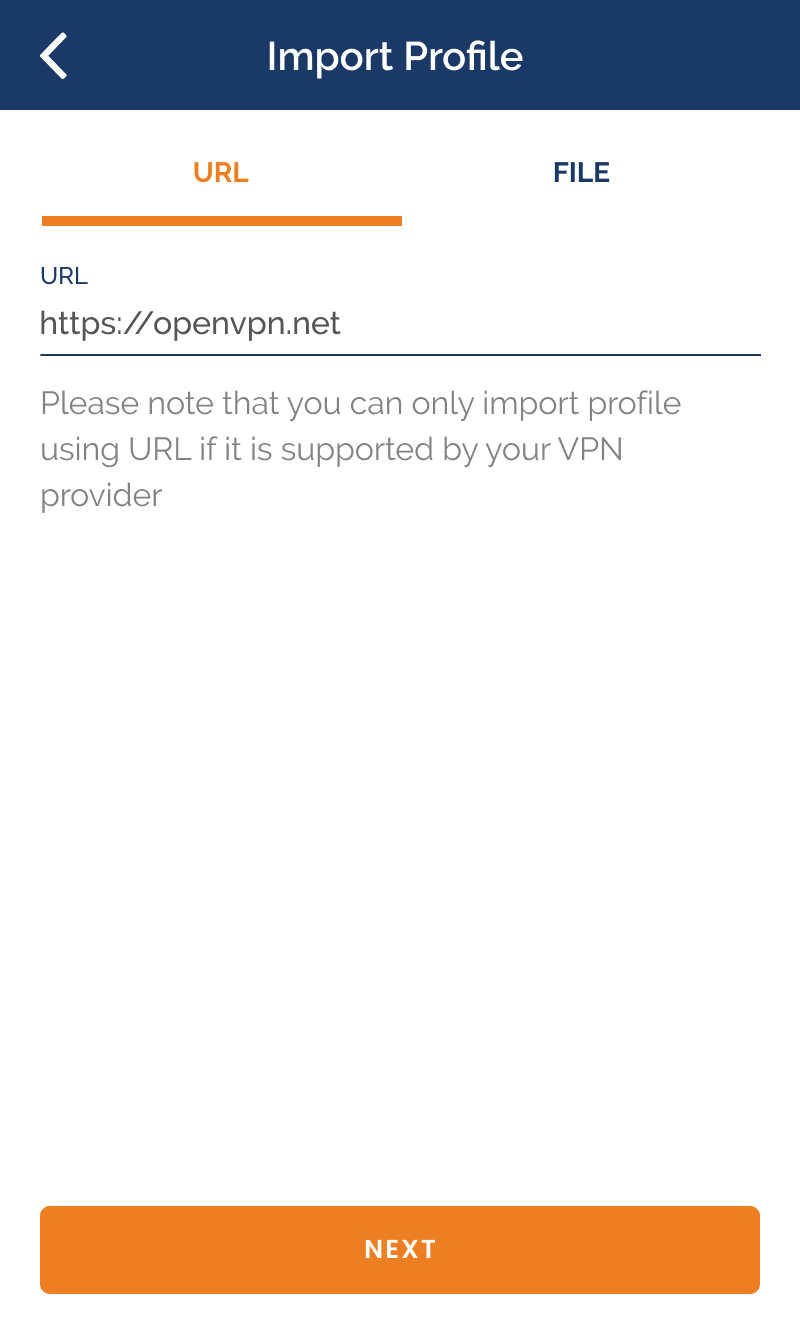 Import Profile
URL
FILE
URL
https://openvpn.net
Please note that you can only import profile
using URL if it is supported by your VPN
provider
NEXT